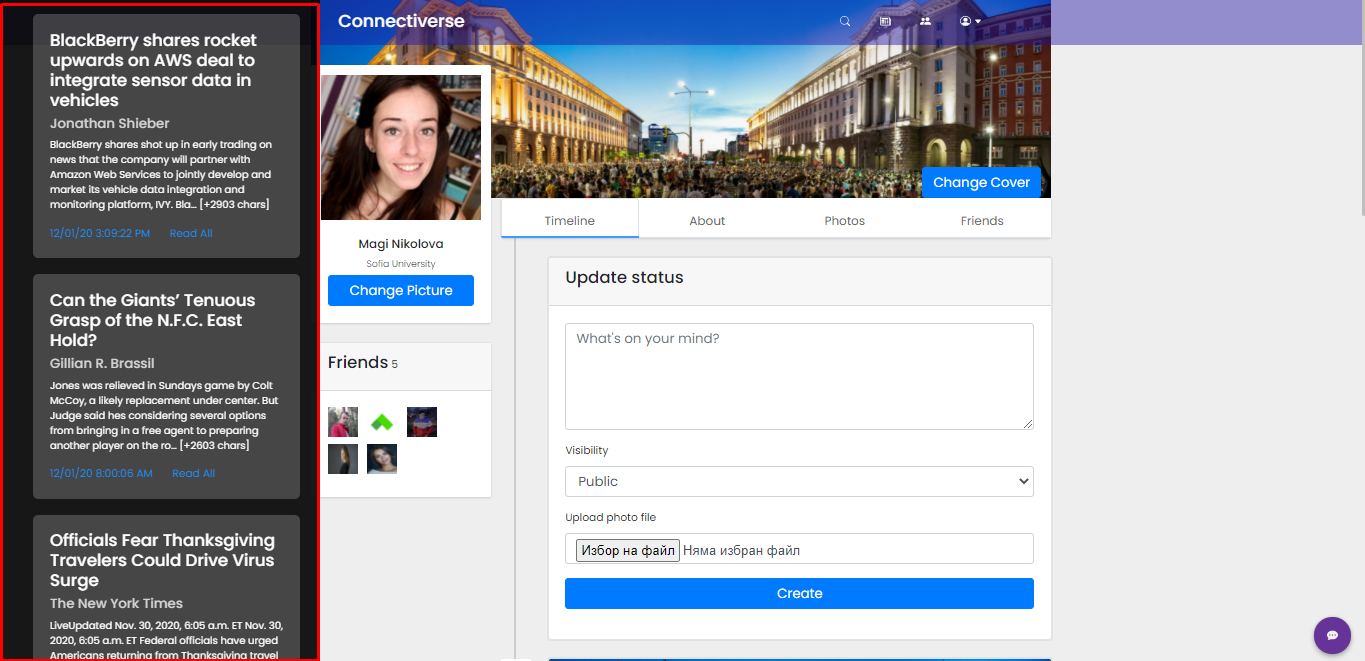 BlackBerry shares rocket
upwards on AWS deal to
integrate sensor data in
vehicles
Jonathan Shieber
BlackBerry shares shot up in early trading on
news that the company will partner with
Amazon Web Services to jointly develop and
market its vehicle data integration and
monitoring platform, IVY. Bla... [+2903 chars]
12/01/20 3:09:22 PM Read All
Can the Giants’ Tenuous
Grasp of the N.F.C. East
Hold?
Gillian R. Brassil
Jones was relieved in Sundays game by Colt
McCoy, a likely replacement under center. But
Judge said hes considering several options
from bringing in a free agent to preparing
another player on the ro... [+2603 chars]
12/01/20 8:00:06 AM Read All
Officials Fear Thanksgiving
Travelers Could Drive Virus
Surge
The New York Times
LiveUpdated Nov. 30, 2020, 6:05 a.m. ET Nov. 30,
2020, 6:05 a.m. ET Federal officials have urged
Americans returning from Thanksgiving travel
Connectiverse
Magi Nikolova
Sofia University
Change Picture
Friends 5
Change Cover
Timeline About Photos Friends
Update status
What's on your mind?
Visibility
Public
Upload photo file
Избор на файл Няма избран файл
Create